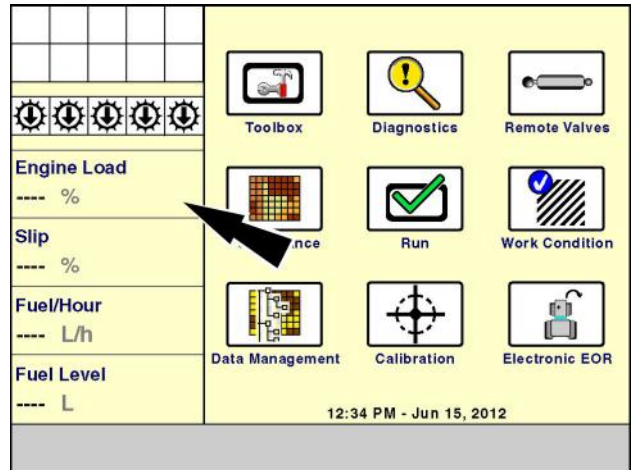 Engine Load
---- %
Slip
---- %
Fuel/Hour
---- L/h
Fuel Level
---- L
Toolbox
Diagnostics
Remote Valves
Run
Work Condition
Data Management
Calibration
Electronic EOR
12:34 PM - Jun 15, 2012